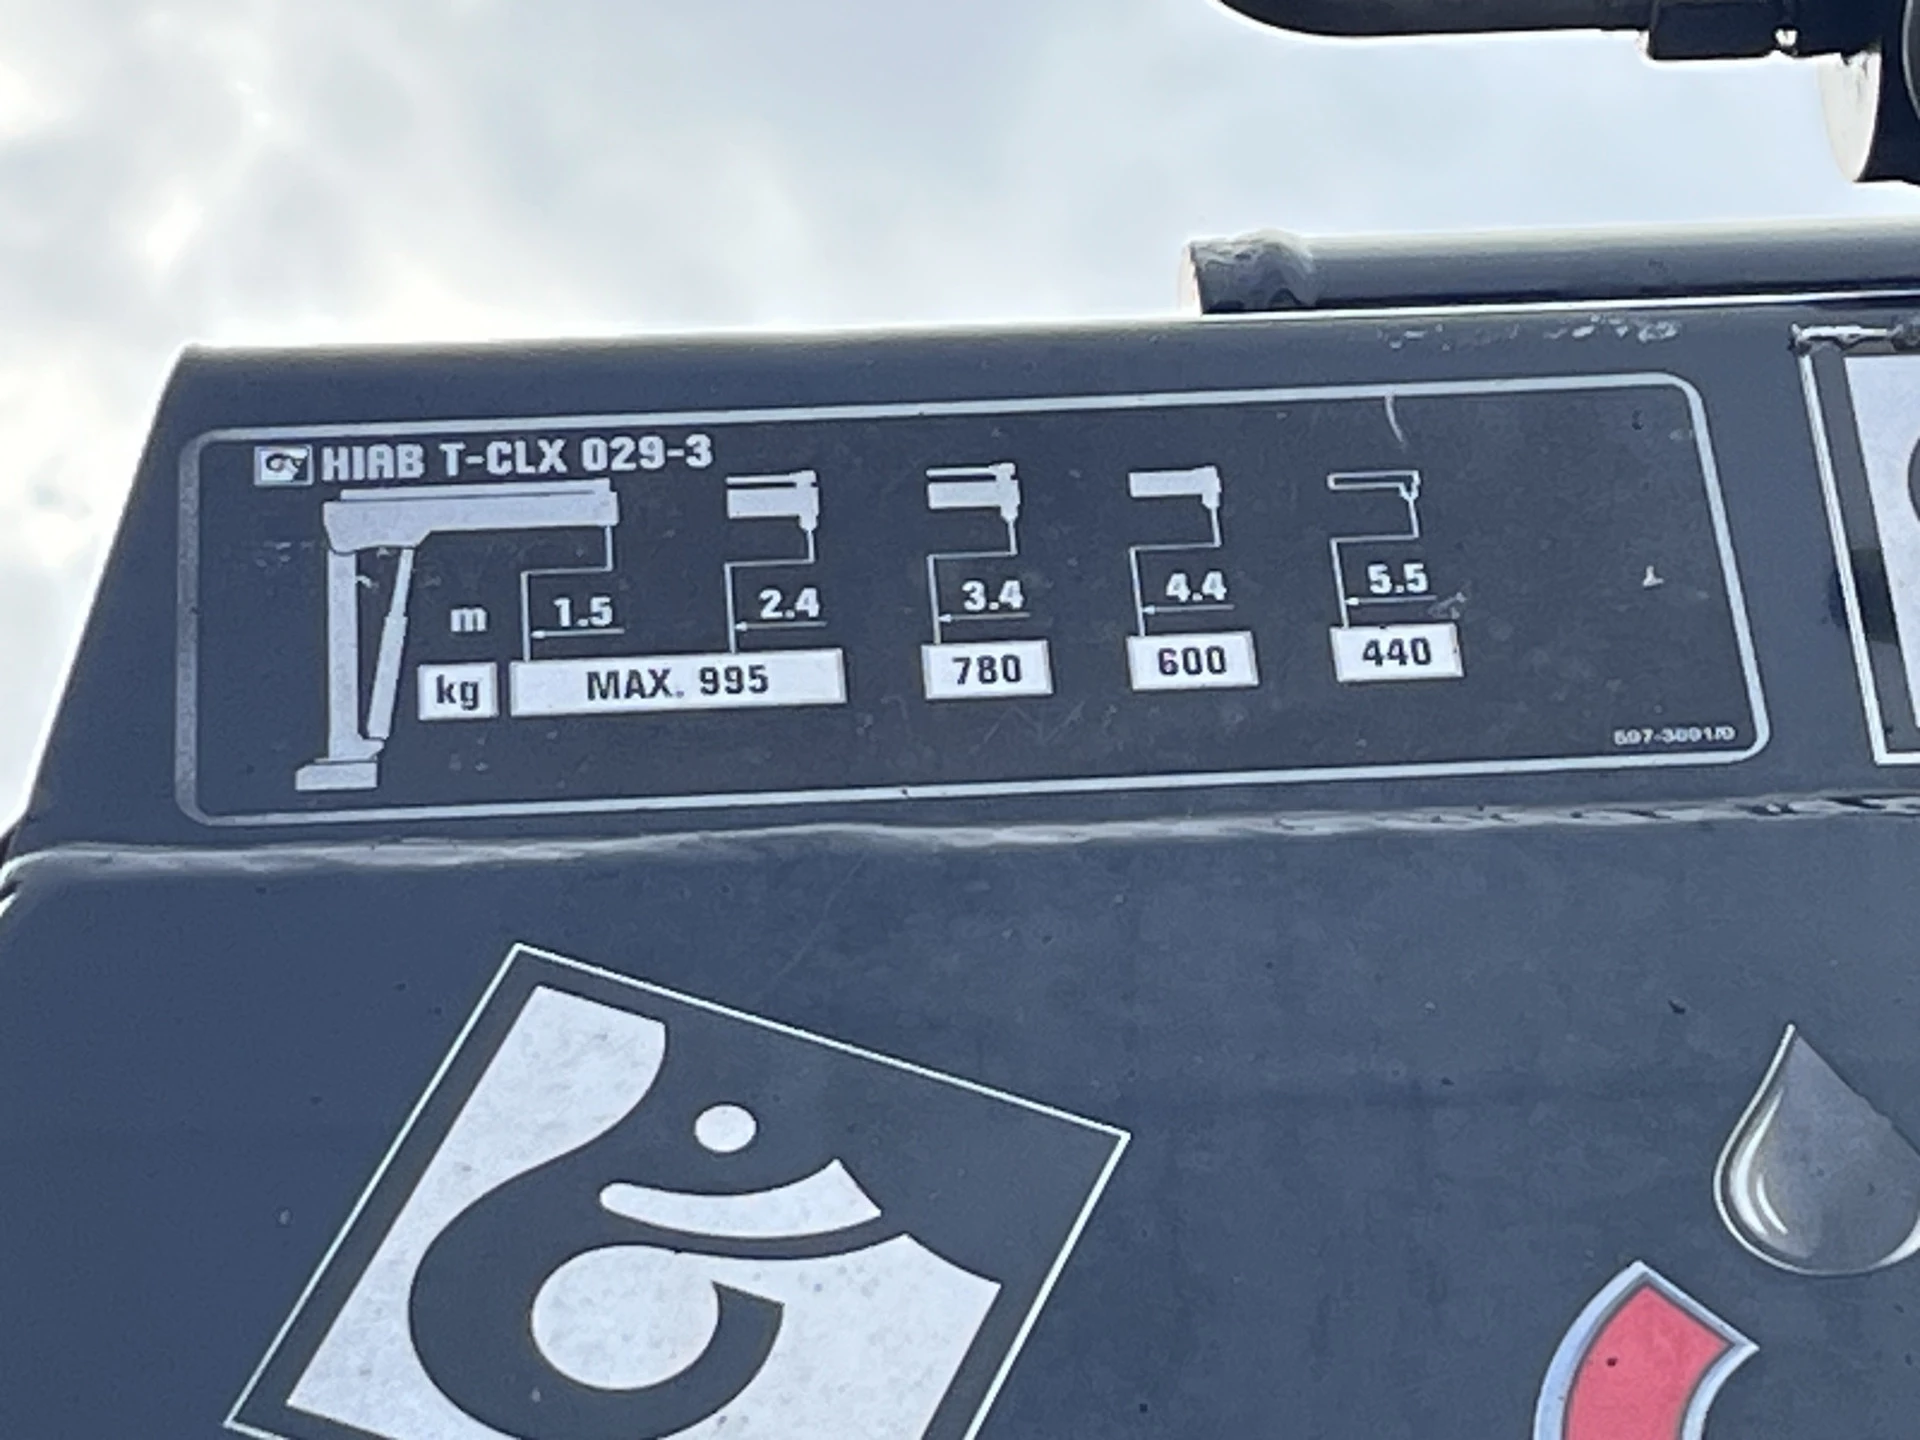 HIAB T-CLX 029-3
m 1.5 2.4 3.4 4.4 5.5
kg MAX. 995 780 600 440